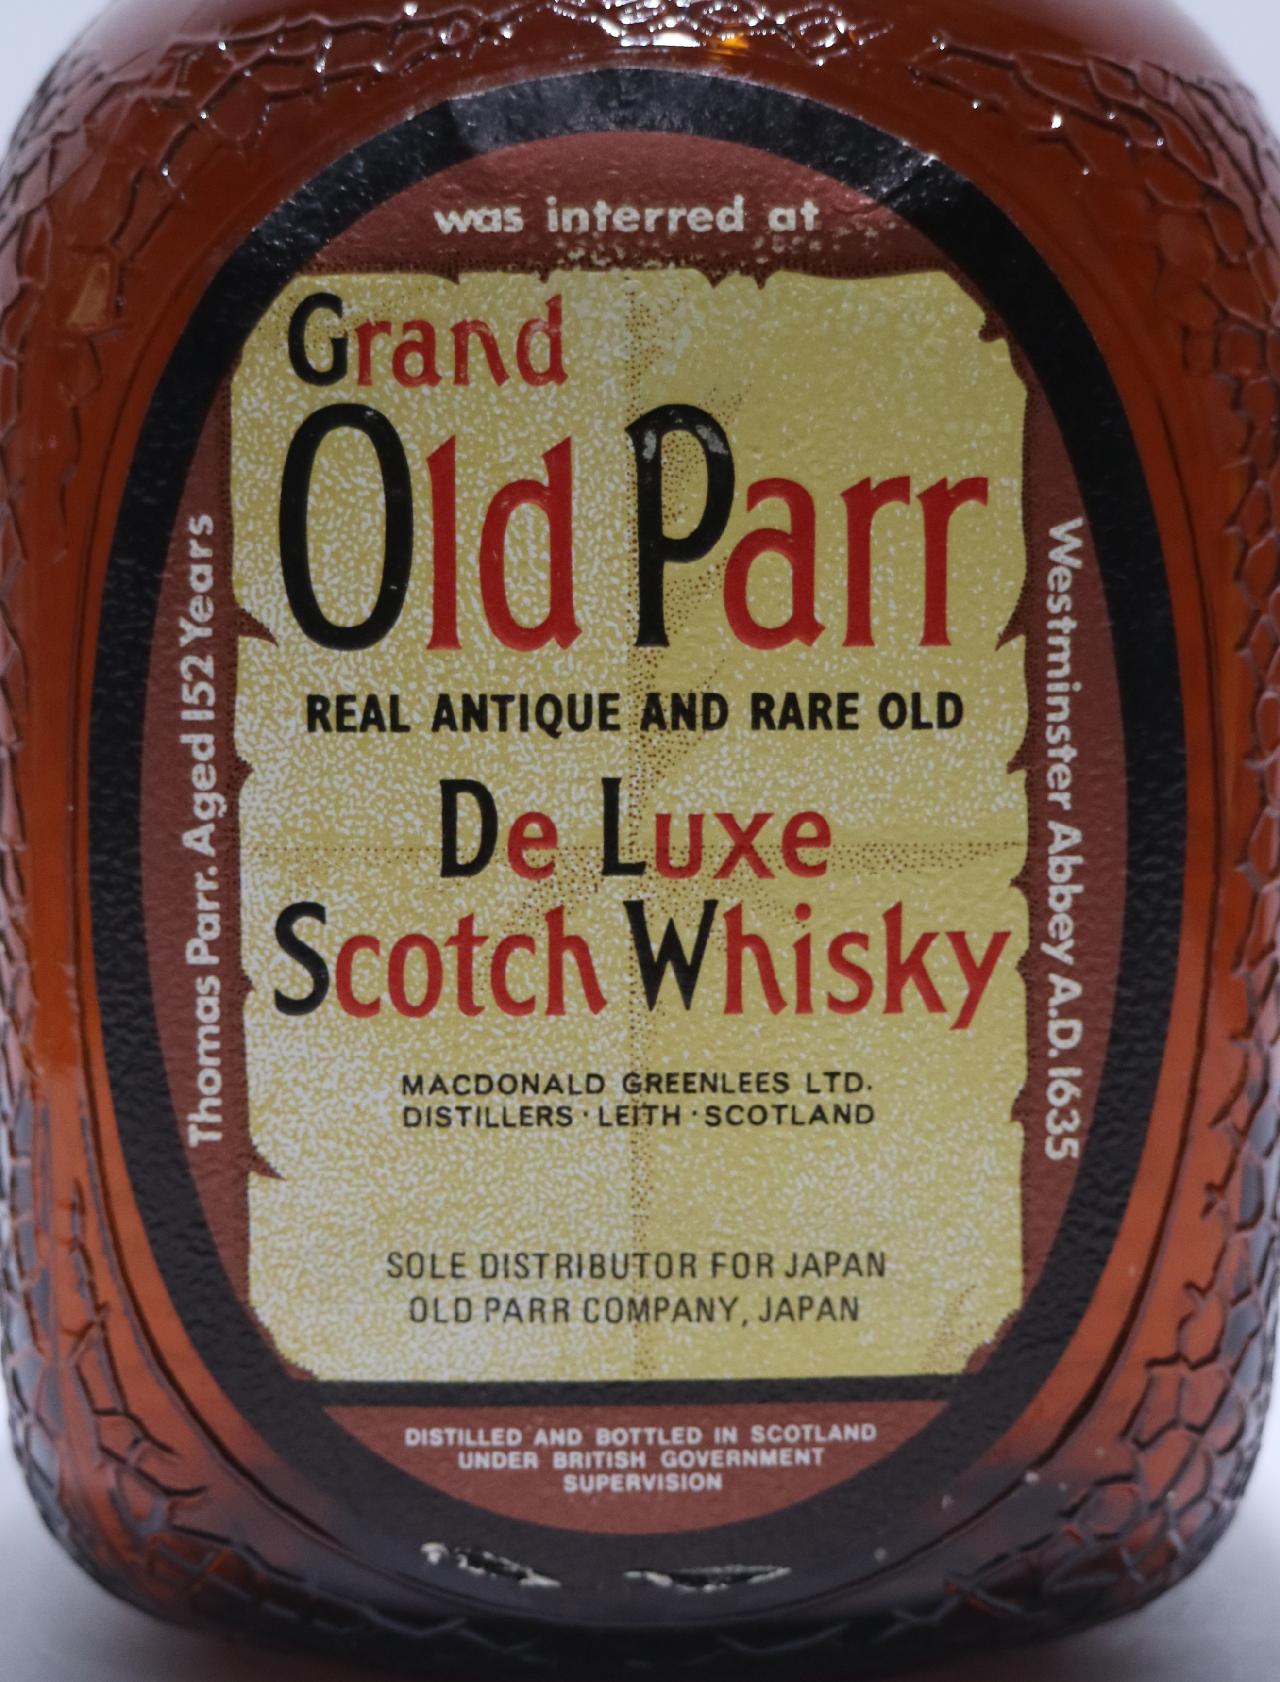 Thomas Parr. Aged 152 Years
was interred at
Westminster Abbey A.D. 1635
Grand
Old Parr
REAL ANTIQUE AND RARE OLD
De Luxe
Scotch Whisky
MACDONALD GREENLEES LTD.
DISTILLERS · LEITH · SCOTLAND
SOLE DISTRIBUTOR FOR JAPAN
OLD PARR COMPANY, JAPAN
DISTILLED AND BOTTLED IN SCOTLAND
UNDER BRITISH GOVERNMENT
SUPERVISION